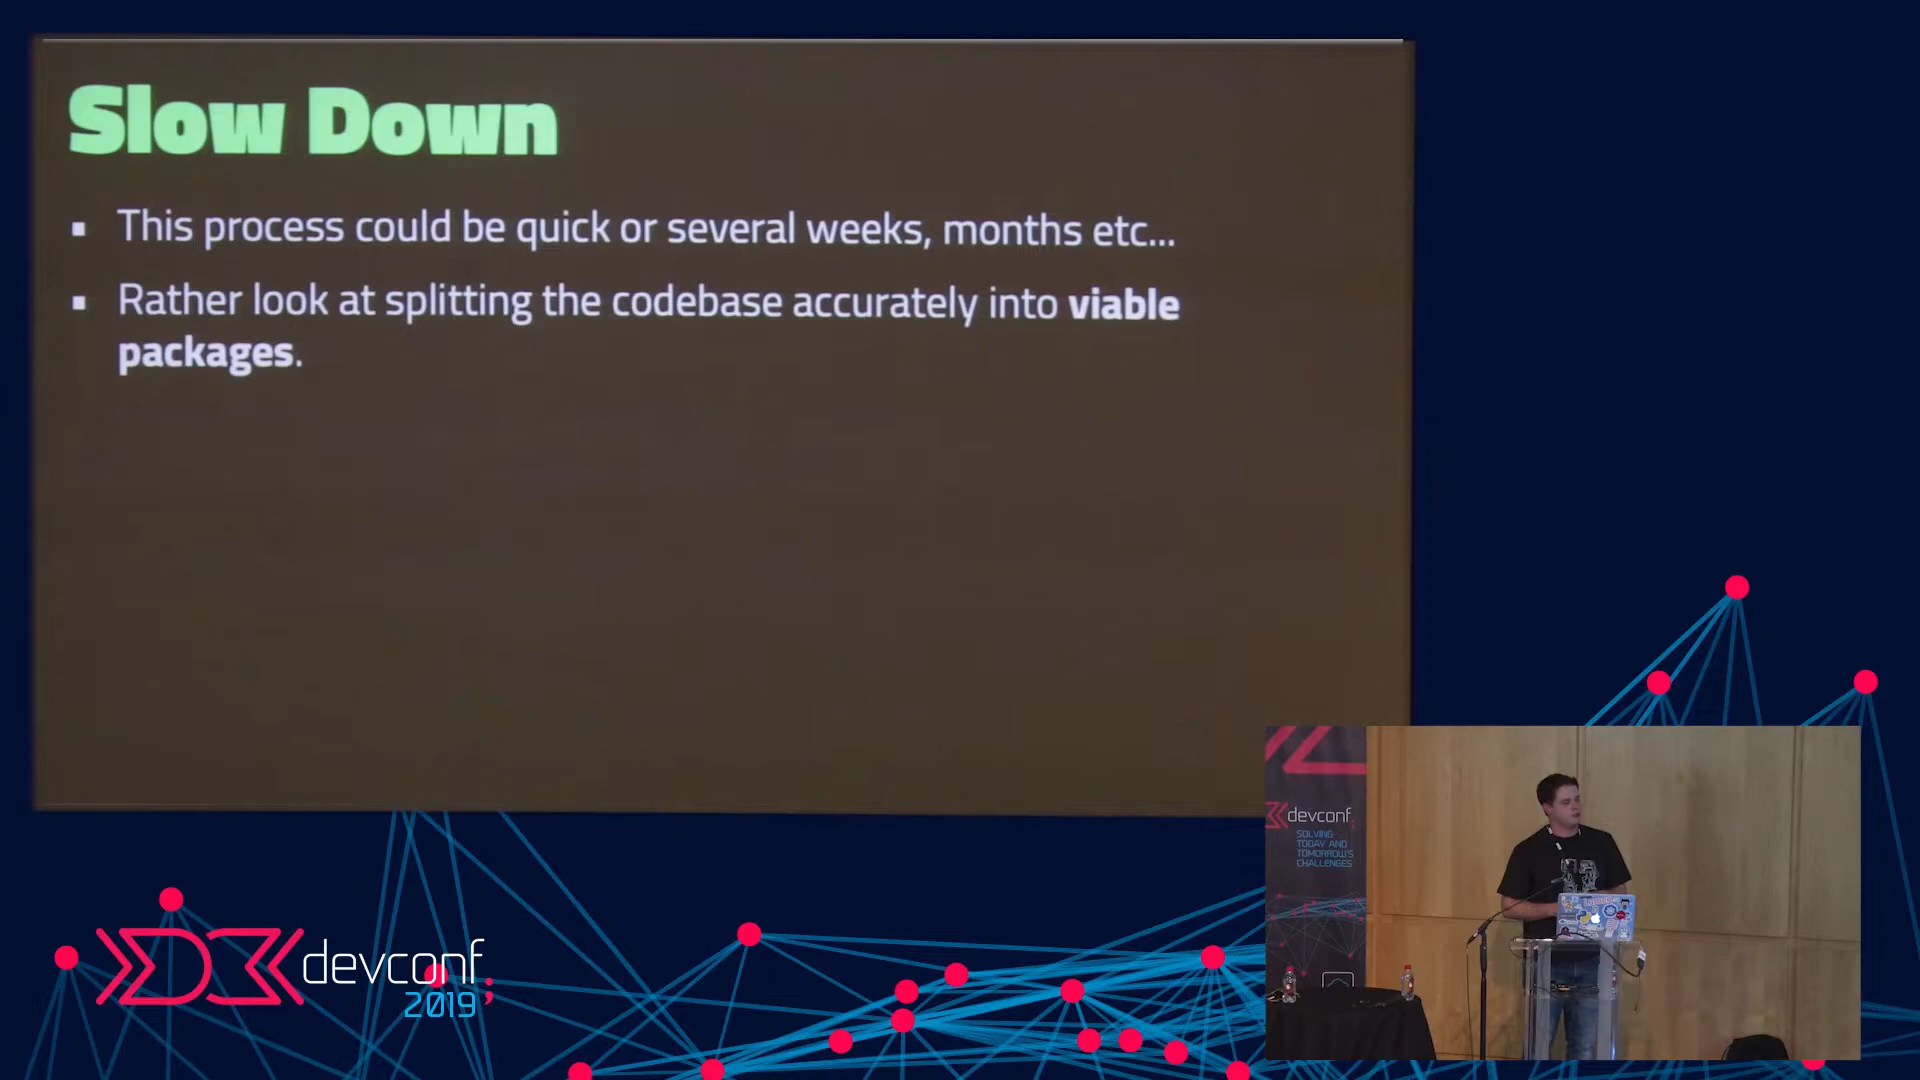 Slow Down
▪ This process could be quick or several weeks, months etc...
▪ Rather look at splitting the codebase accurately into viable
packages.
devconf;
2019
devconf;
SOLVING
TODAY AND
TOMORROW'S
CHALLENGES